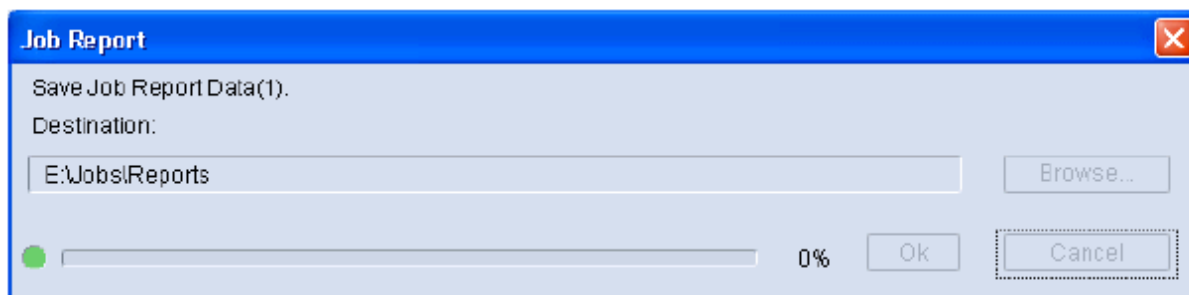 Job Report
Save Job Report Data(1).
Destination:
E:\Jobs\Reports
Browse...
0%
Ok
Cancel